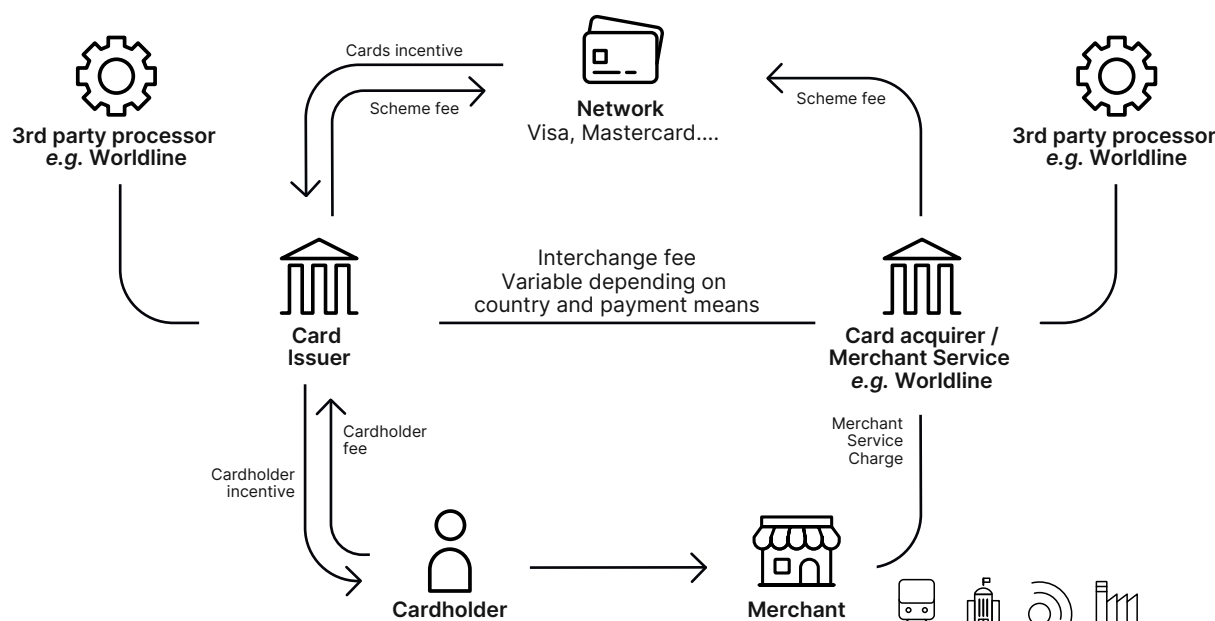 Cards incentive
Scheme fee
Network
Visa, Mastercard....
Scheme fee
3rd party processor
e.g. Worldline
3rd party processor
e.g. Worldline
Interchange fee
Variable depending on
country and payment means
Card
Issuer
Card acquirer /
Merchant Service
e.g. Worldline
Cardholder
fee
Cardholder
incentive
Merchant
Service
Charge
Cardholder
Merchant